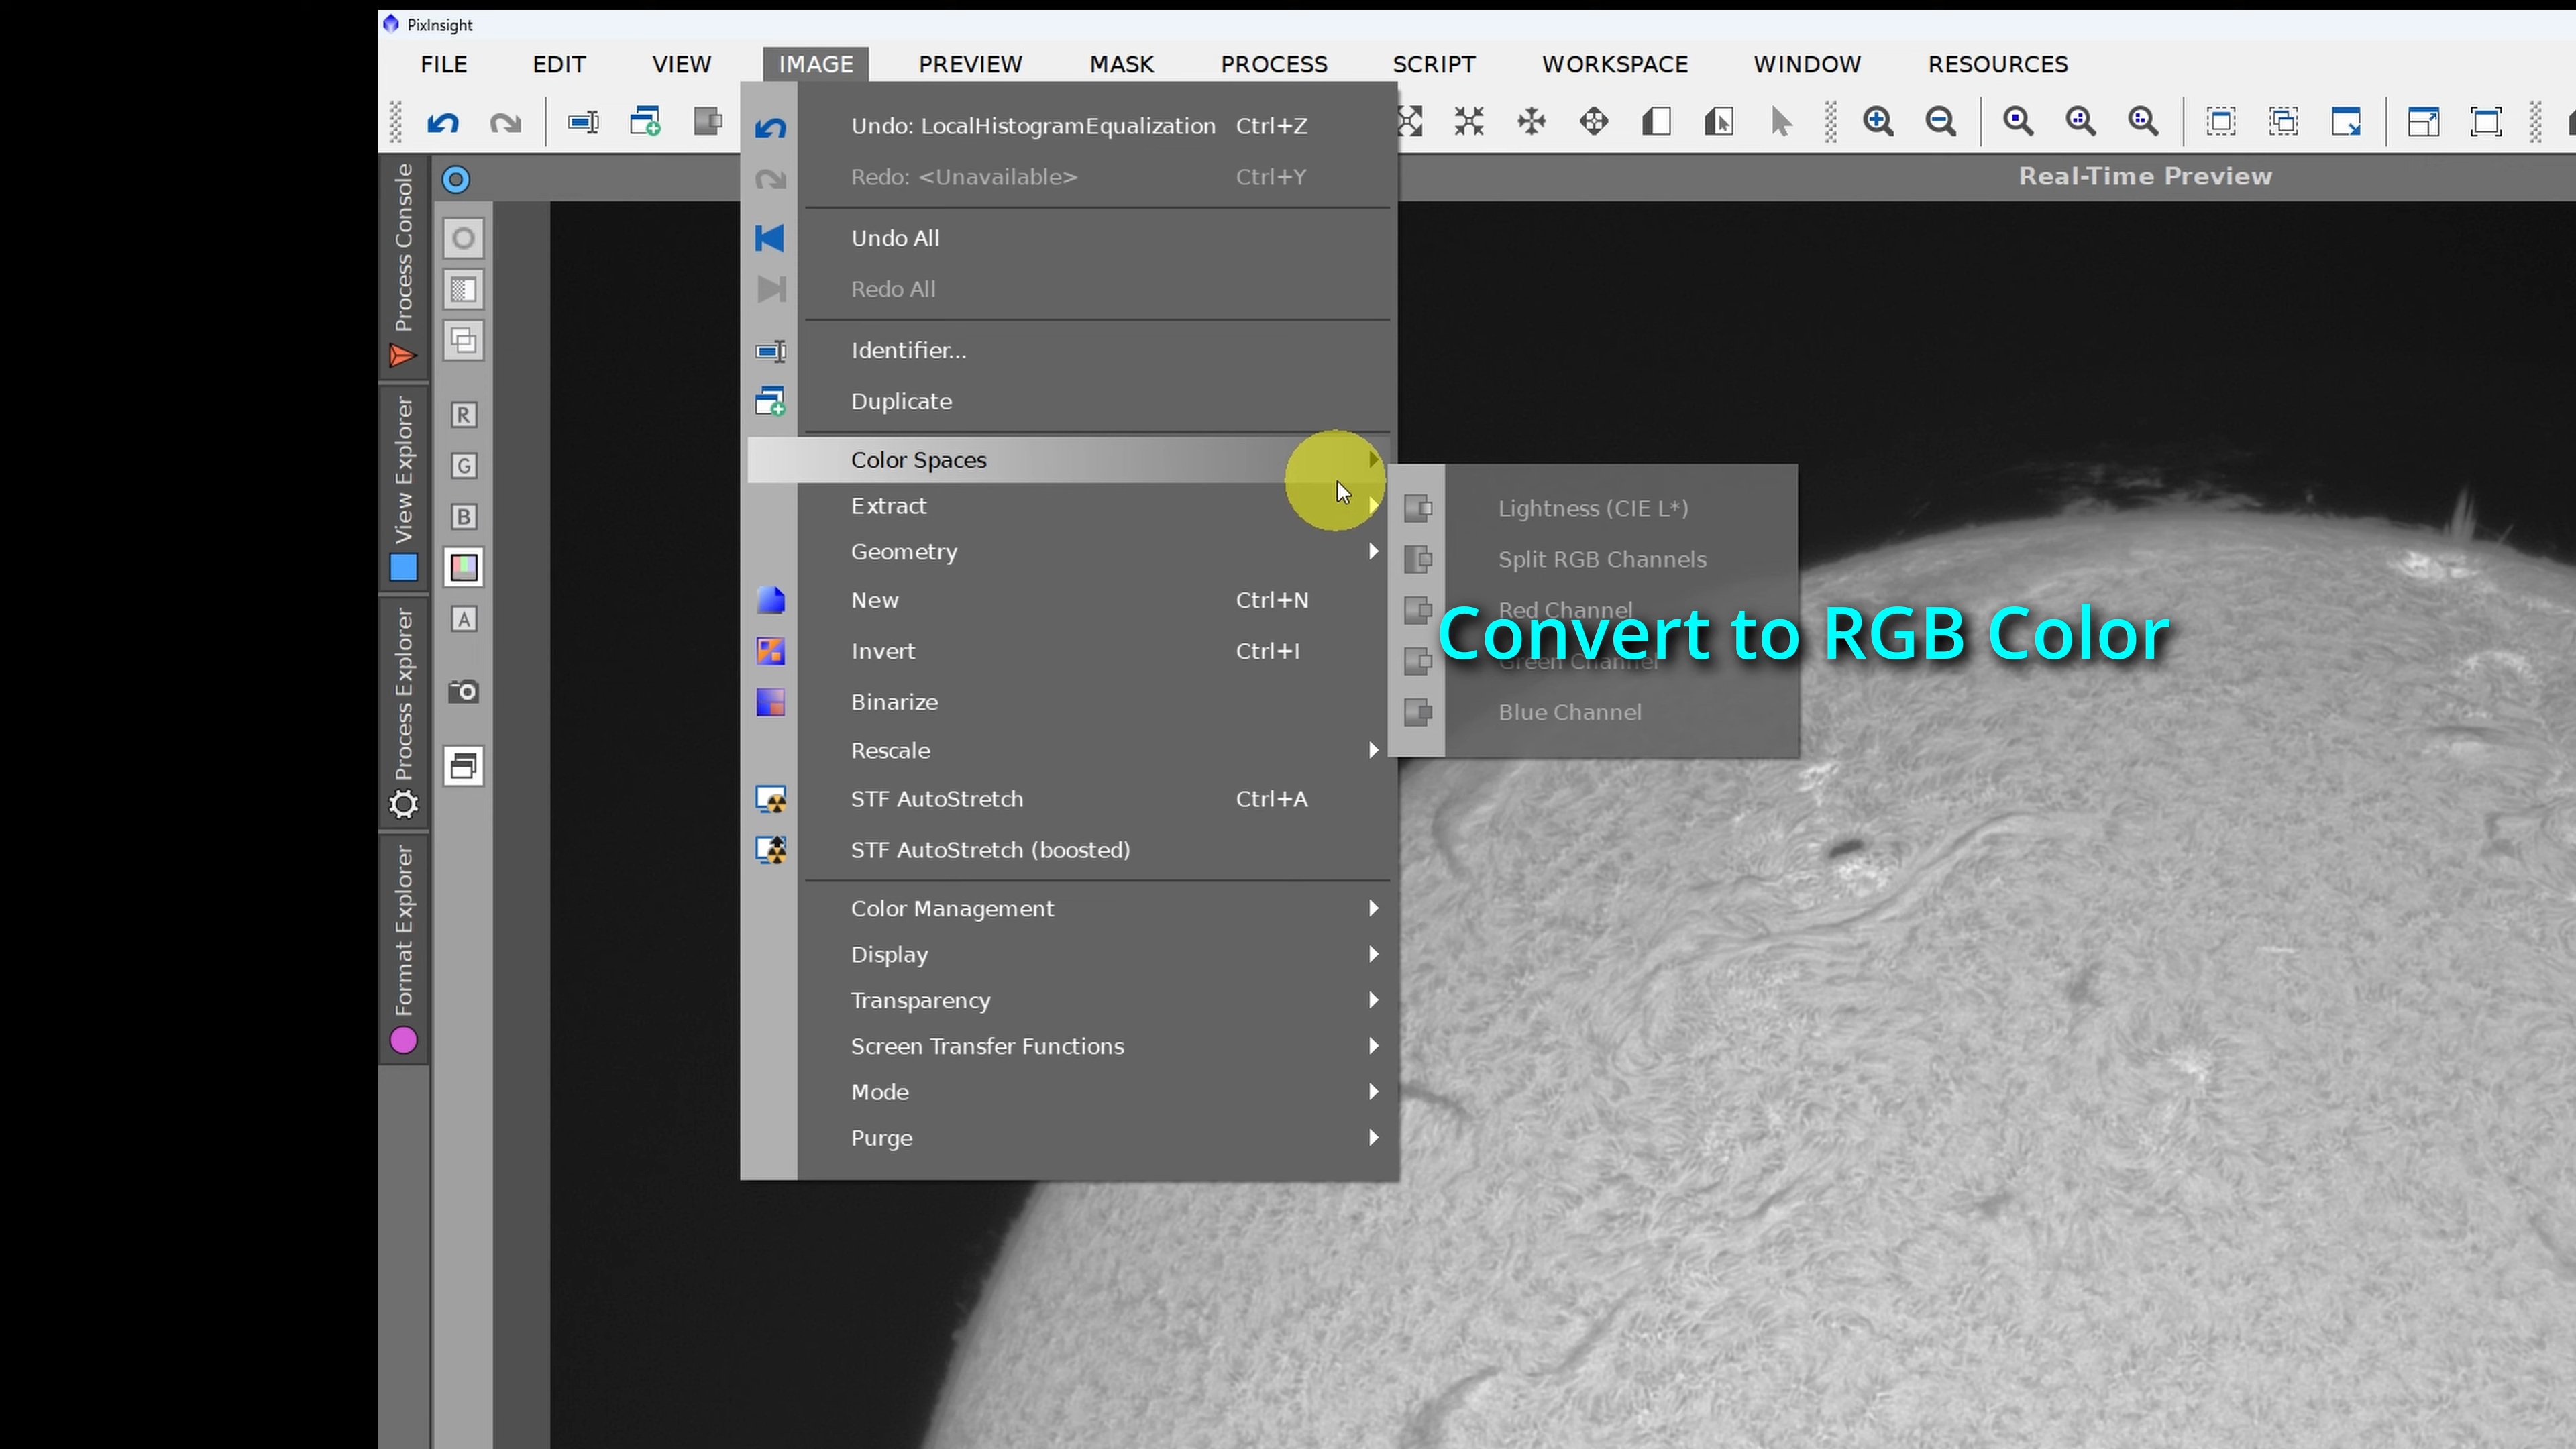 PixInsight
FILE EDIT VIEW IMAGE PREVIEW MASK PROCESS SCRIPT WORKSPACE WINDOW RESOURCES
Undo: LocalHistogramEqualization Ctrl+Z
Redo: <Unavailable> Ctrl+Y
Undo All
Redo All
Identifier...
Duplicate
Color Spaces
Extract
Geometry
New Ctrl+N
Invert Ctrl+I
Binarize
Rescale
STF AutoStretch Ctrl+A
STF AutoStretch (boosted)
Color Management
Display
Transparency
Screen Transfer Functions
Mode
Purge
Lightness (CIE L*)
Split RGB Channels
Red Channel
Green Channel
Blue Channel
Convert to RGB Color
Real-Time Preview
Process Console
View Explorer
Process Explorer
Format Explorer
R
G
B
A